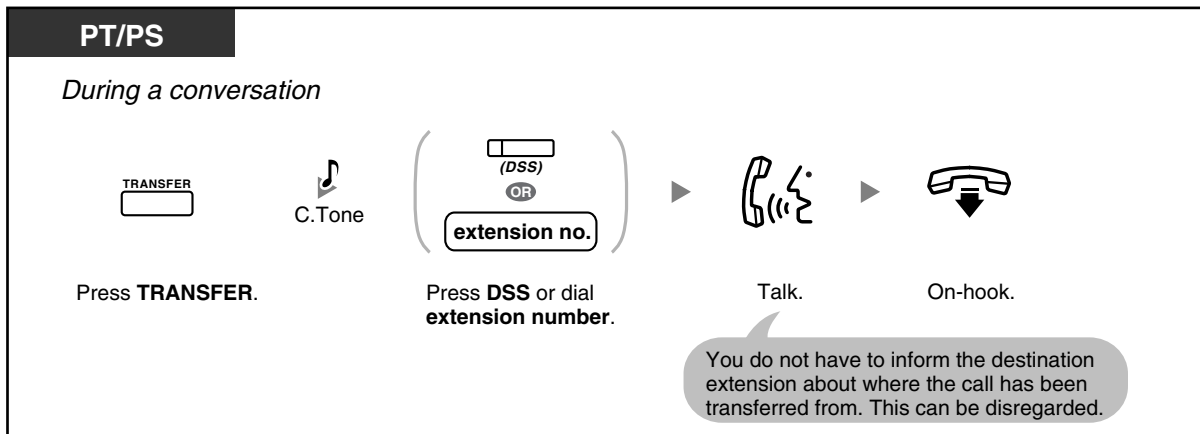 PT/PS
During a conversation
TRANSFER
C.Tone
(DSS)
OR
extension no.
Press TRANSFER.
Press DSS or dial
extension number.
Talk.
On-hook.
You do not have to inform the destination
extension about where the call has been
transferred from. This can be disregarded.